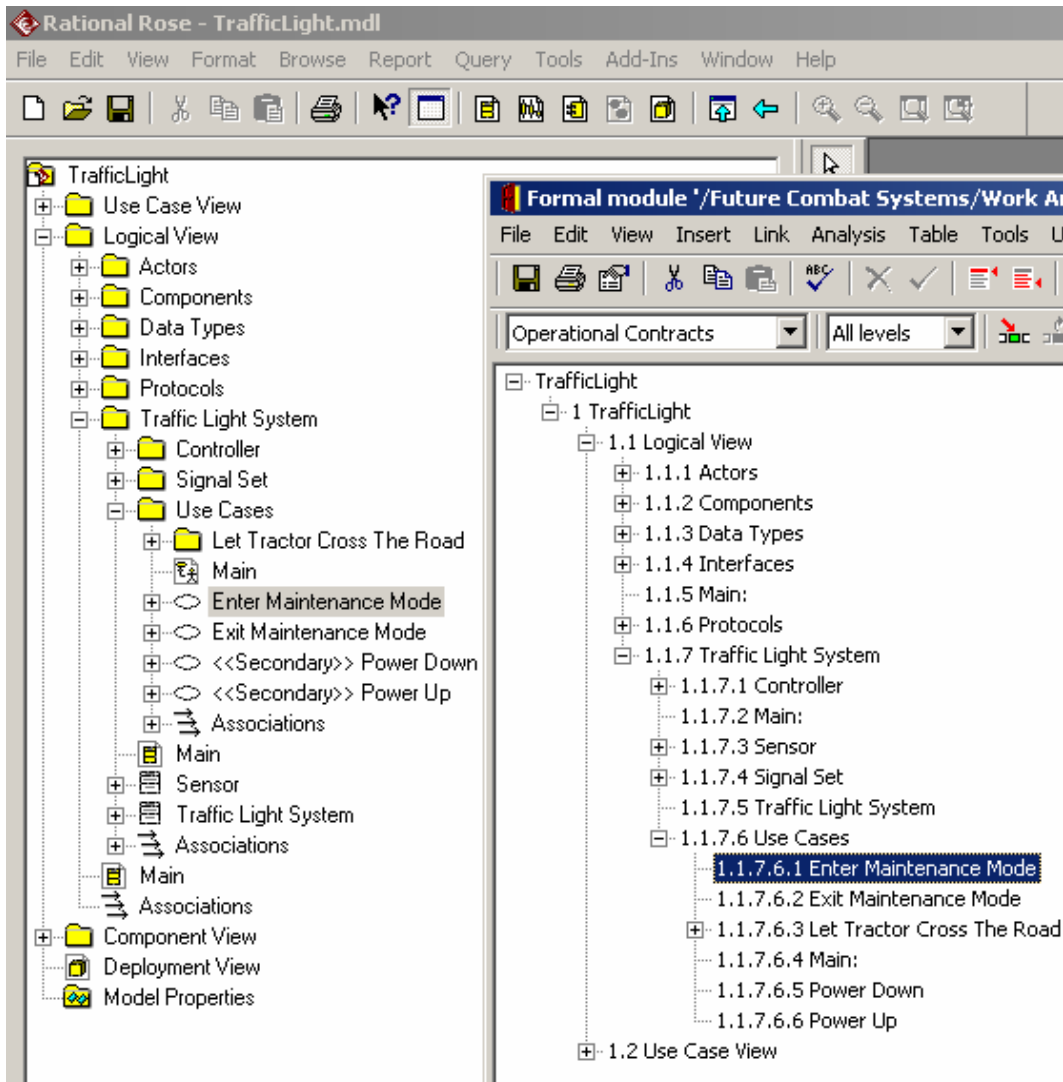 Rational Rose - TrafficLight.mdl
File Edit View Format Browse Report Query Tools Add-Ins Window Help
TrafficLight
Use Case View
Logical View
Actors
Components
Data Types
Interfaces
Protocols
Traffic Light System
Controller
Signal Set
Use Cases
Let Tractor Cross The Road
Main
Enter Maintenance Mode
Exit Maintenance Mode
<<Secondary>> Power Down
<<Secondary>> Power Up
Associations
Main
Sensor
Traffic Light System
Associations
Main
Associations
Component View
Deployment View
Model Properties
Formal module '/Future Combat Systems/Work A
File Edit View Insert Link Analysis Table Tools U
ABC
Operational Contracts All levels
TrafficLight
1 TrafficLight
1.1 Logical View
1.1.1 Actors
1.1.2 Components
1.1.3 Data Types
1.1.4 Interfaces
1.1.5 Main:
1.1.6 Protocols
1.1.7 Traffic Light System
1.1.7.1 Controller
1.1.7.2 Main:
1.1.7.3 Sensor
1.1.7.4 Signal Set
1.1.7.5 Traffic Light System
1.1.7.6 Use Cases
1.1.7.6.1 Enter Maintenance Mode
1.1.7.6.2 Exit Maintenance Mode
1.1.7.6.3 Let Tractor Cross The Road
1.1.7.6.4 Main:
1.1.7.6.5 Power Down
1.1.7.6.6 Power Up
1.2 Use Case View